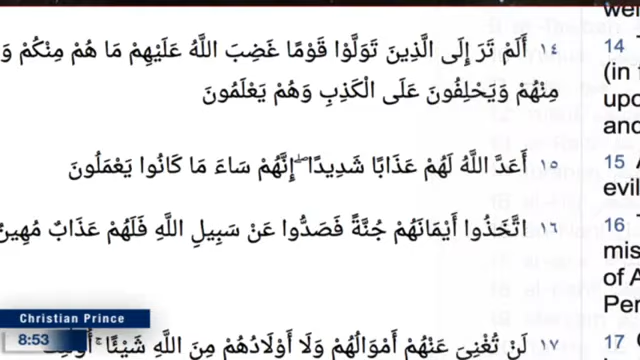 ١٤ أَلَمْ تَرَ إِلَى الَّذِينَ تَوَلَّوْا قَوْمًا غَضِبَ اللَّهُ عَلَيْهِمْ مَا هُمْ مِنْكُمْ وَ
مِنْهُمْ وَيَحْلِفُونَ عَلَى الْكَذِبِ وَهُمْ يَعْلَمُونَ
١٥ أَعَدَّ اللَّهُ لَهُمْ عَذَابًا شَدِيدًا ۖ إِنَّهُمْ سَاءَ مَا كَانُوا يَعْمَلُونَ
١٦ اتَّخَذُوا أَيْمَانَهُمْ جُنَّةً فَصَدُّوا عَنْ سَبِيلِ اللَّهِ فَلَهُمْ عَذَابٌ مُهِينٌ
١٧ لَنْ تُغْنِيَ عَنْهُمْ أَمْوَالُهُمْ وَلَا أَوْلَادُهُمْ مِنَ اللَّهِ شَيْئًا ۚ
14
(in
upo
and
15
evil
16
mis
of A
Per
17
Christian Prince
8:53